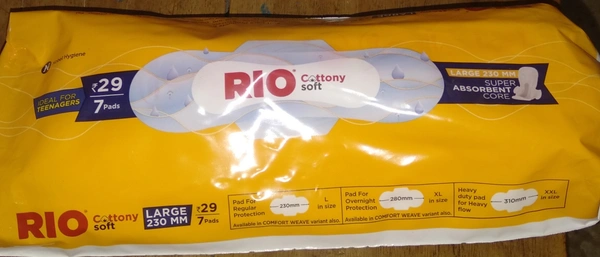 Hygiene
IDEAL FOR
TEENAGERS
₹29
7 Pads
RIO Cottony
soft
LARGE 230 MM
SUPER
ABSORBENT
CORE
RIO Cottony
soft
LARGE
230 MM
₹29
7 Pads
Pad For
Regular
Protection
230mm
L
in size
Available in COMFORT WEAVE variant also.
Pad For
Overnight
Protection
280mm
XL
in size
Available in COMFORT WEAVE variant also.
Heavy
duty pad
for Heavy
flow
310mm
XXL
in size